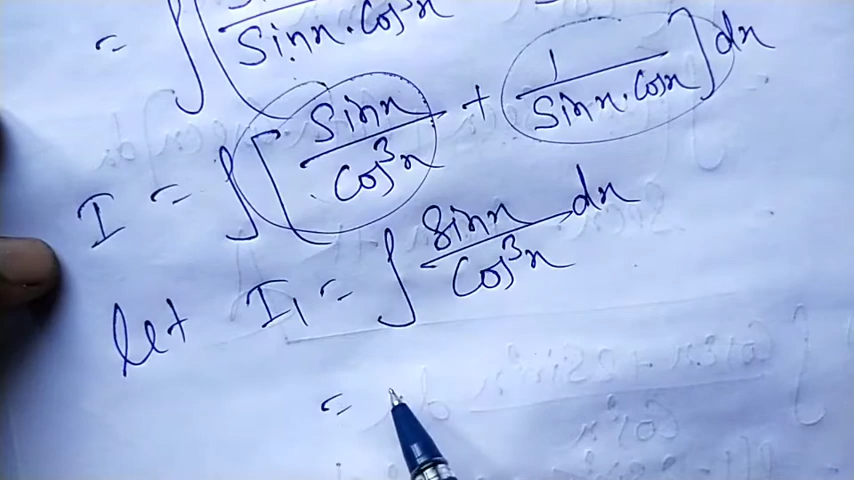 = ∫ [ / Sinx·Cos³x
I = ∫ [ Sinx / Cos³x + 1 / Sinx·Cosx ] dx
let I₁ = ∫ Sinx / Cos³x dx
=